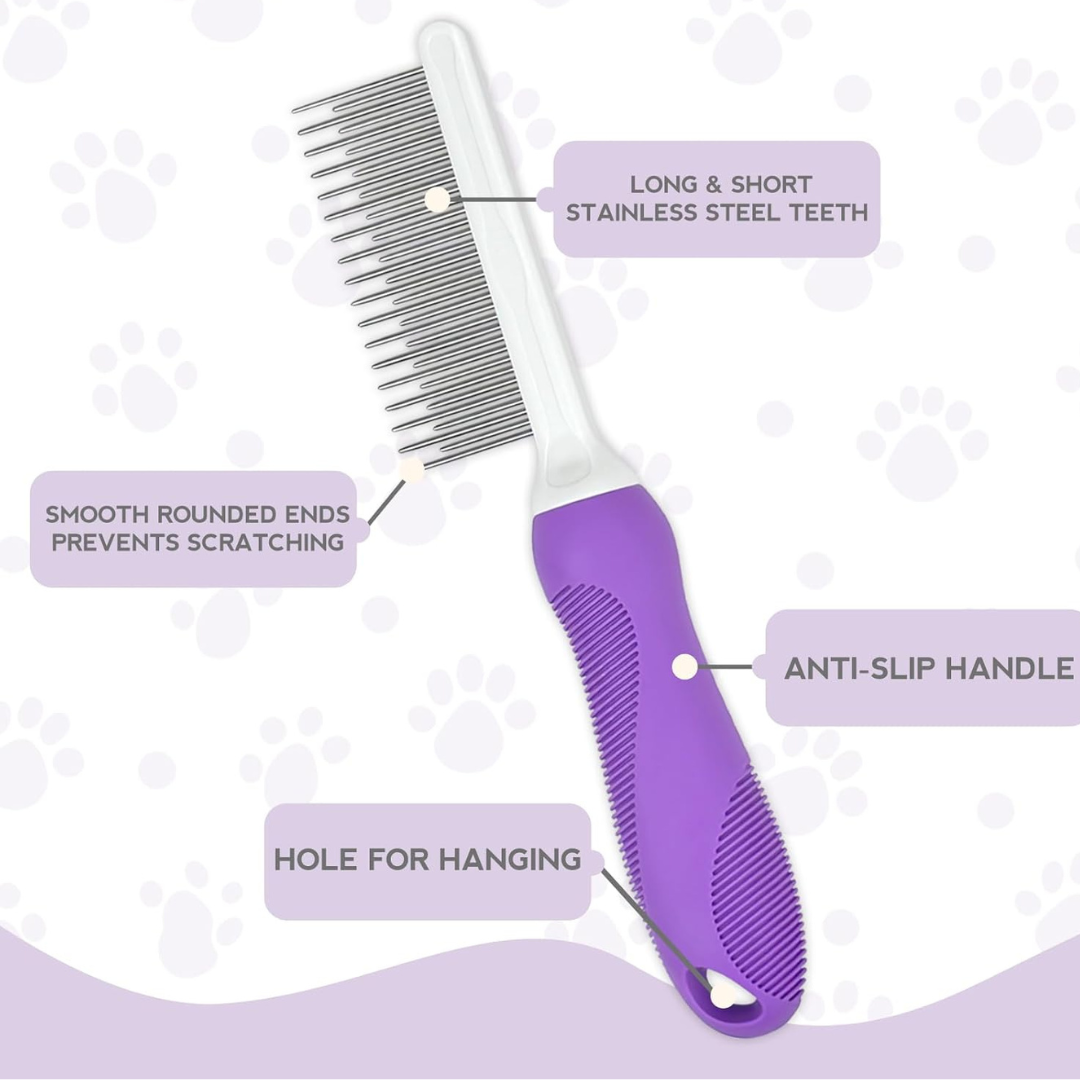 LONG & SHORT
STAINLESS STEEL TEETH
SMOOTH ROUNDED ENDS
PREVENTS SCRATCHING
ANTI-SLIP HANDLE
HOLE FOR HANGING